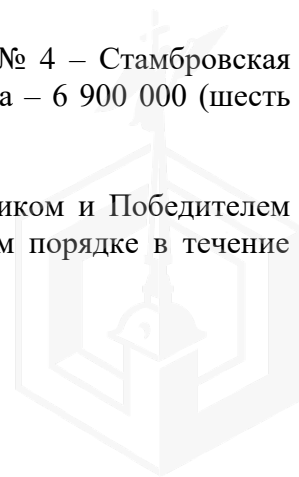 № 4 – Стамбровская
а – 6 900 000 (шесть
иком и Победителем
м порядке в течение